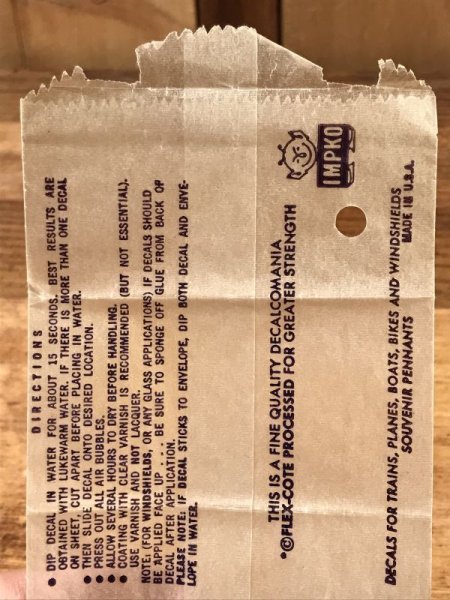 DIRECTIONS
• DIP DECAL IN WATER FOR ABOUT 15 SECONDS. BEST RESULTS ARE
OBTAINED WITH LUKEWARM WATER. IF THERE IS MORE THAN ONE DECAL
ON SHEET, CUT APART BEFORE PLACING IN WATER.
• THEN SLIDE DECAL ONTO DESIRED LOCATION.
• PRESS OUT ALL AIR BUBBLES.
• ALLOW SEVERAL HOURS TO DRY BEFORE HANDLING.
• COATING WITH CLEAR VARNISH IS RECOMMENDED (BUT NOT ESSENTIAL).
USE VARNISH AND NOT LACQUER.
NOTE: (FOR WINDSHIELDS, OR ANY GLASS APPLICATIONS) IF DECALS SHOULD
BE APPLIED FACE UP . . . BE SURE TO SPONGE OFF GLUE FROM BACK OF
DECAL AFTER APPLICATION.
PLEASE NOTE, IF DECAL STICKS TO ENVELOPE, DIP BOTH DECAL AND ENVE-
LOPE IN WATER.
THIS IS A FINE QUALITY DECALCOMANIA
*© FLEX-COTE PROCESSED FOR GREATER STRENGTH
IMPKO
DECALS FOR TRAINS, PLANES, BOATS, BIKES AND WINDSHIELDS
SOUVENIR PENNANTS
MADE IN U.S.A.